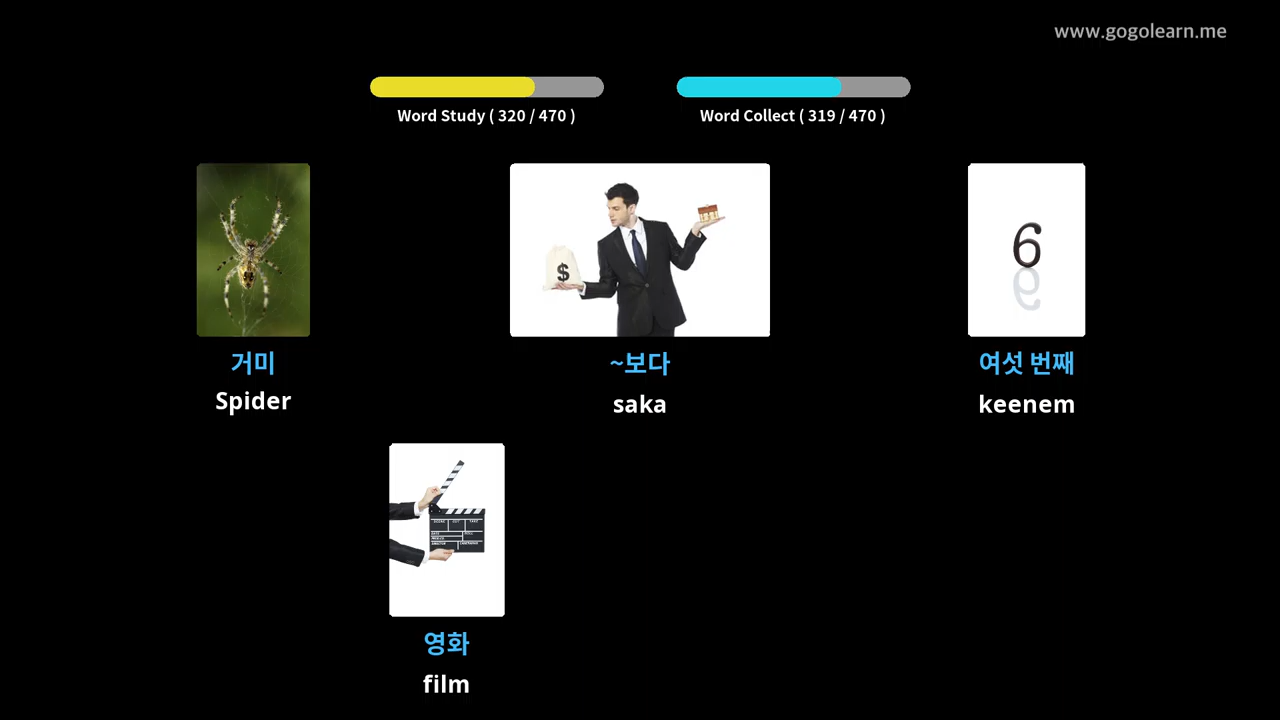 www.gogolearn.me
Word Study ( 320 / 470 )
Word Collect ( 319 / 470 )
$
6
거미
~보다
여섯 번째
Spider
saka
keenem
영화
film